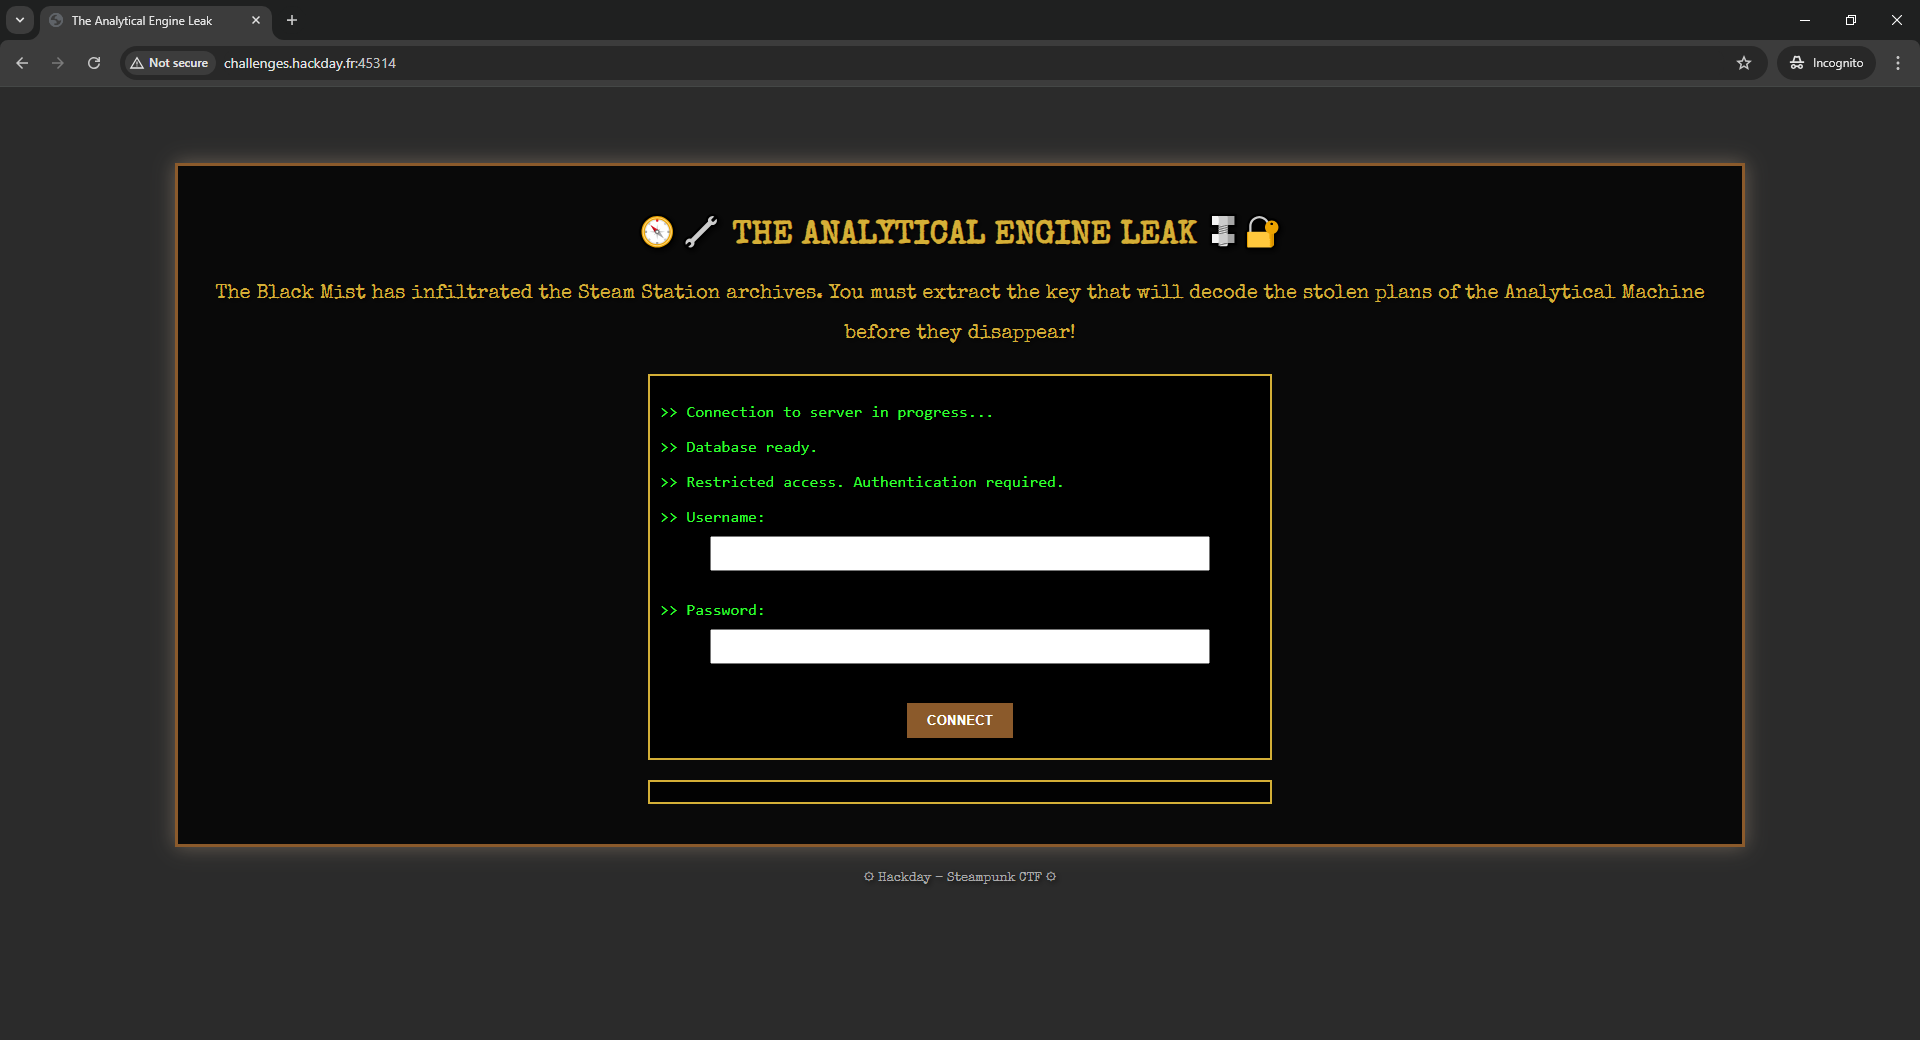 The Analytical Engine Leak
Not secure
challenges.hackday.fr:45314
Incognito
THE ANALYTICAL ENGINE LEAK
The Black Mist has infiltrated the Steam Station archives. You must extract the key that will decode the stolen plans of the Analytical Machine
before they disappear!
>> Connection to server in progress...
>> Database ready.
>> Restricted access. Authentication required.
>> Username:
>> Password:
CONNECT
⚙ Hackday - Steampunk CTF ⚙